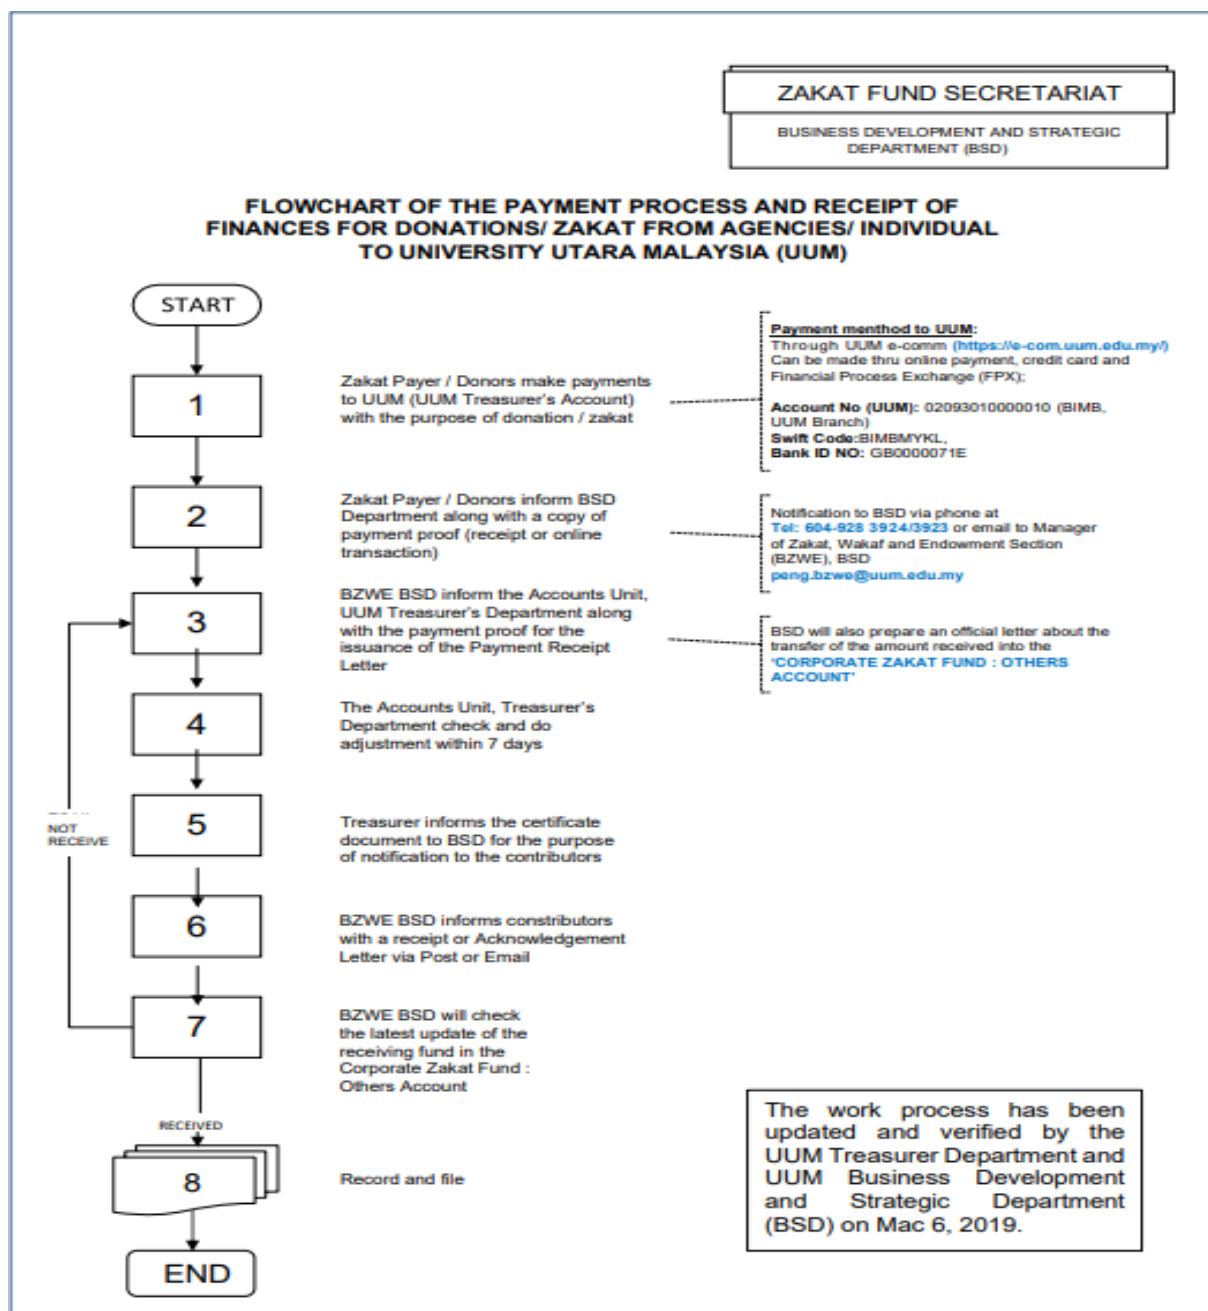 ZAKAT FUND SECRETARIAT
BUSINESS DEVELOPMENT AND STRATEGIC
DEPARTMENT (BSD)
FLOWCHART OF THE PAYMENT PROCESS AND RECEIPT OF
FINANCES FOR DONATIONS/ ZAKAT FROM AGENCIES/ INDIVIDUAL
TO UNIVERSITY UTARA MALAYSIA (UUM)
START
1
Zakat Payer / Donors make payments
to UUM (UUM Treasurer's Account)
with the purpose of donation / zakat
Payment menthod to UUM:
Through UUM e-comm (https://e-com.uum.edu.my/)
Can be made thru online payment, credit card and
Financial Process Exchange (FPX);
Account No (UUM): 02093010000010 (BIMB,
UUM Branch)
Swift Code:BIMBMYKL,
Bank ID NO: GB0000071E
2
Zakat Payer / Donors inform BSD
Department along with a copy of
payment proof (receipt or online
transaction)
Notification to BSD via phone at
Tel: 604-928 3924/3923 or email to Manager
of Zakat, Wakaf and Endowment Section
(BZWE), BSD
peng.bzwe@uum.edu.my
3
BZWE BSD inform the Accounts Unit,
UUM Treasurer's Department along
with the payment proof for the
issuance of the Payment Receipt
Letter
BSD will also prepare an official letter about the
transfer of the amount received into the
'CORPORATE ZAKAT FUND : OTHERS
ACCOUNT'
4
The Accounts Unit, Treasurer's
Department check and do
adjustment within 7 days
NOT
RECEIVE
5
Treasurer informs the certificate
document to BSD for the purpose
of notification to the contributors
6
BZWE BSD informs constributors
with a receipt or Acknowledgement
Letter via Post or Email
7
BZWE BSD will check
the latest update of the
receiving fund in the
Corporate Zakat Fund :
Others Account
RECEIVED
8
Record and file
END
The work process has been
updated and verified by the
UUM Treasurer Department and
UUM Business Development
and Strategic Department
(BSD) on Mac 6, 2019.